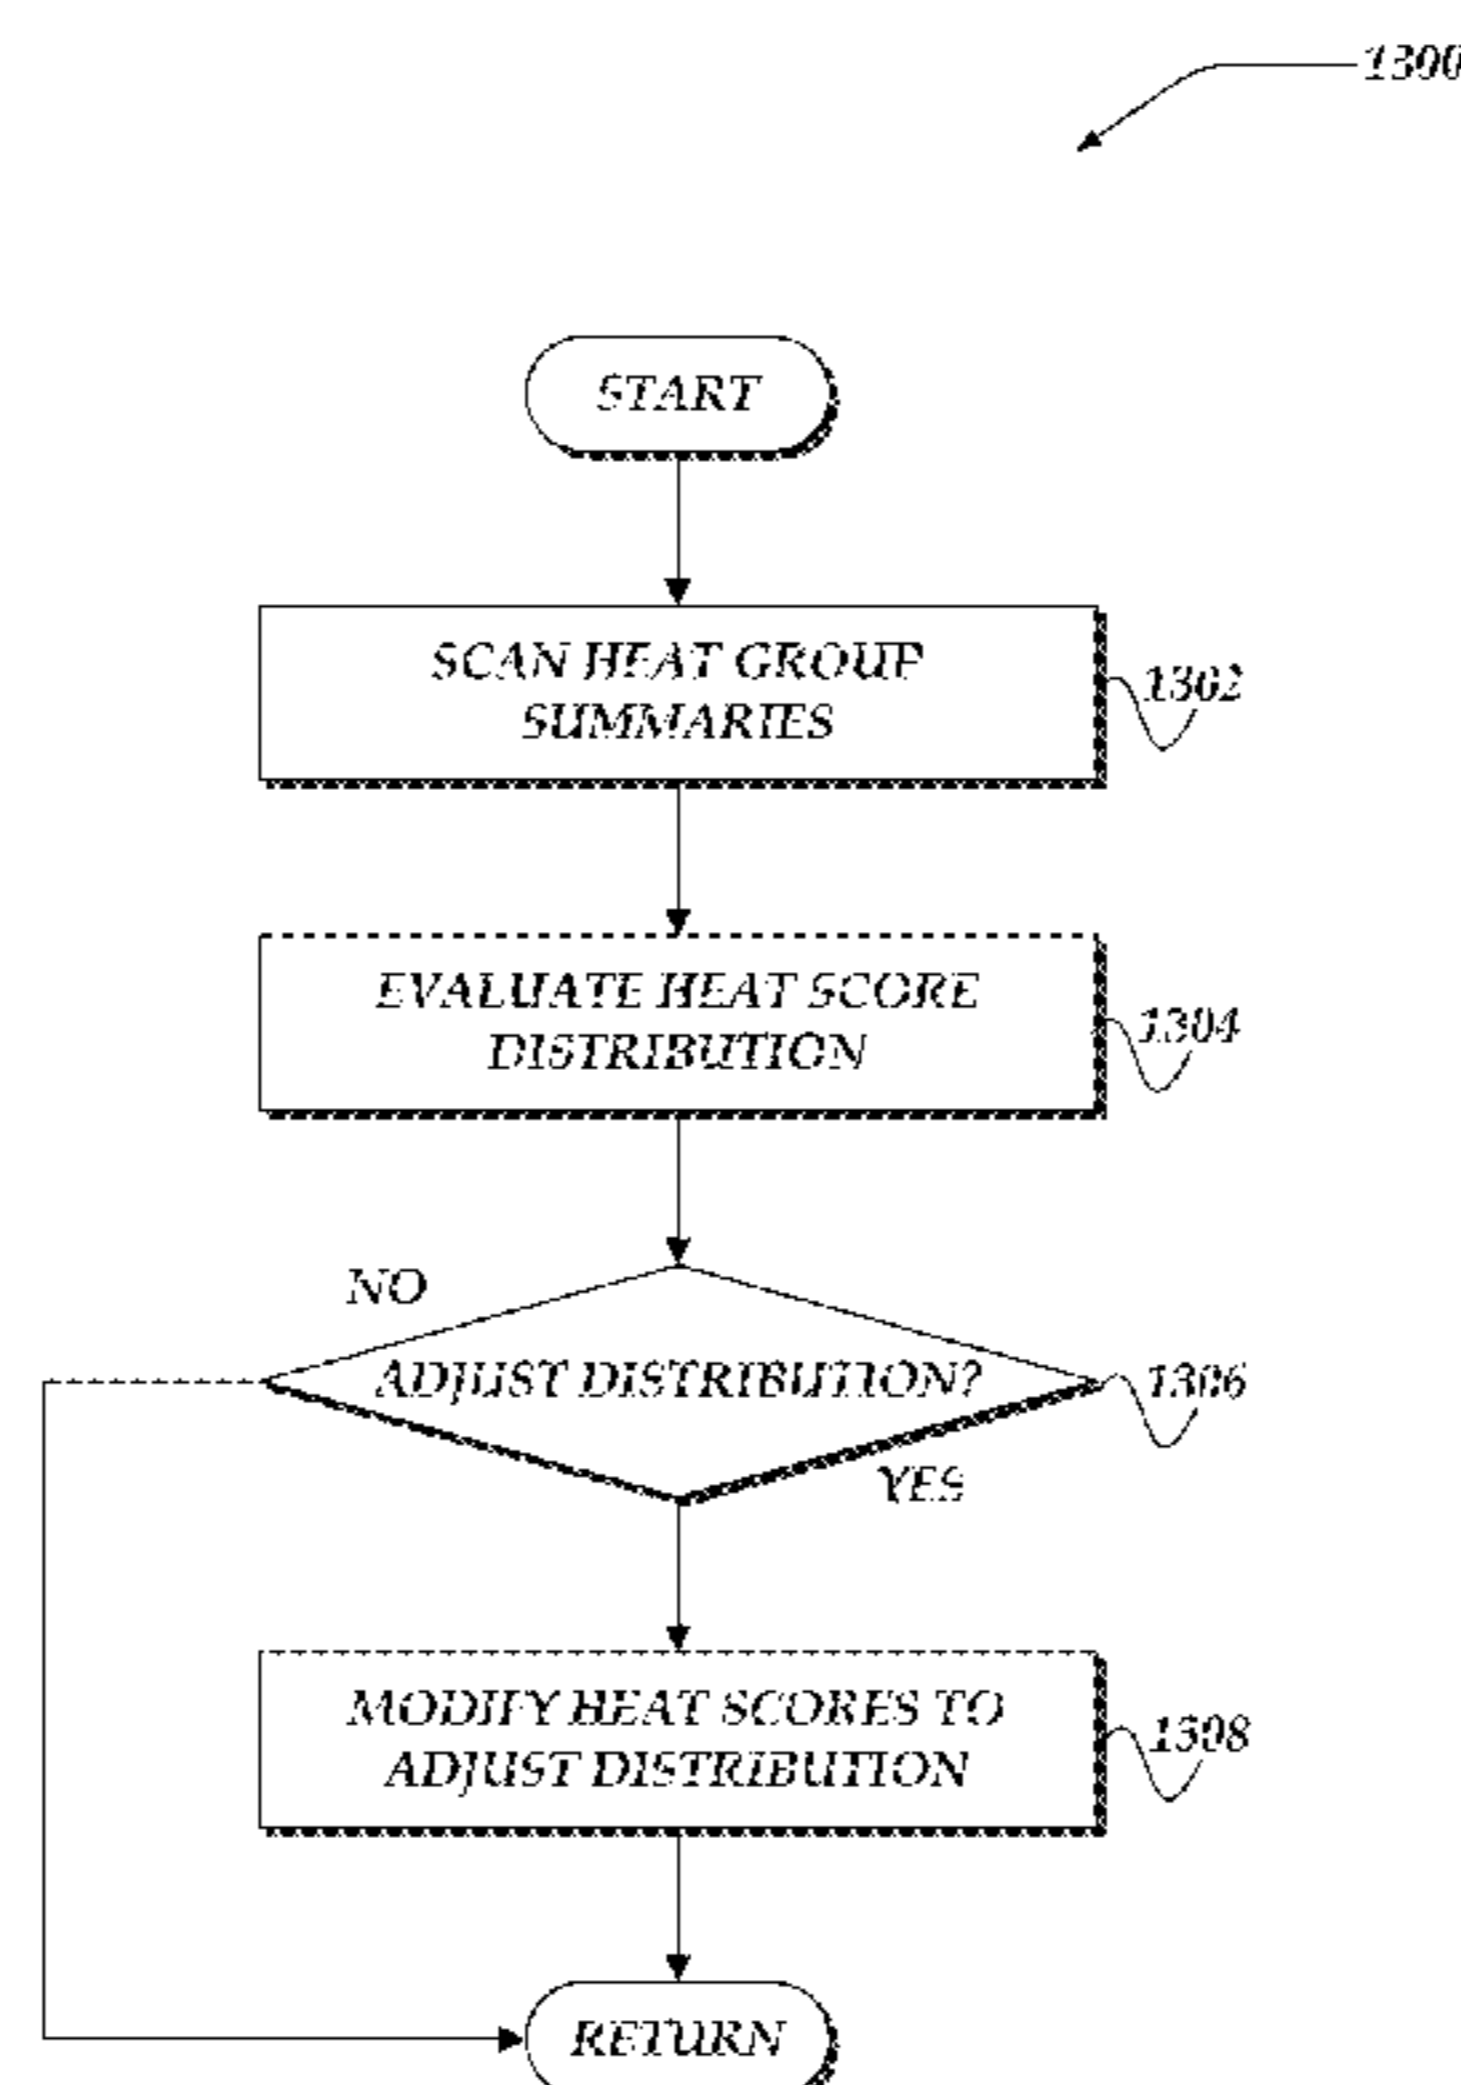 1300
START
SCAN HEAT GROUP
SUMMARIES
1302
EVALUATE HEAT SCORE
DISTRIBUTION
1304
NO
ADJUST DISTRIBUTION?
1306
YES
MODIFY HEAT SCORES TO
ADJUST DISTRIBUTION
1308
RETURN